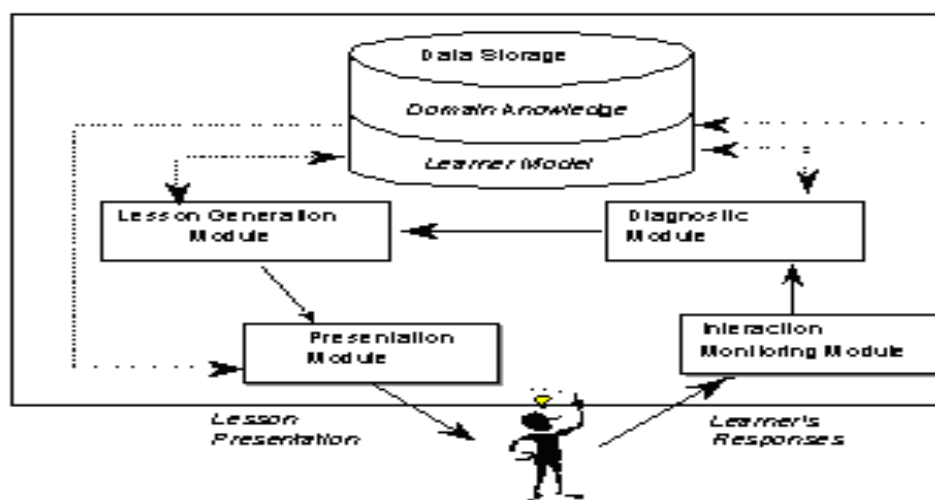 Data Storage
Domain Knowledge
Learner Model
Lesson Generation
Module
Diagnostic
Module
Presentation
Module
Interaction
Monitoring Module
Lesson
Presentation
Learner's
Responses